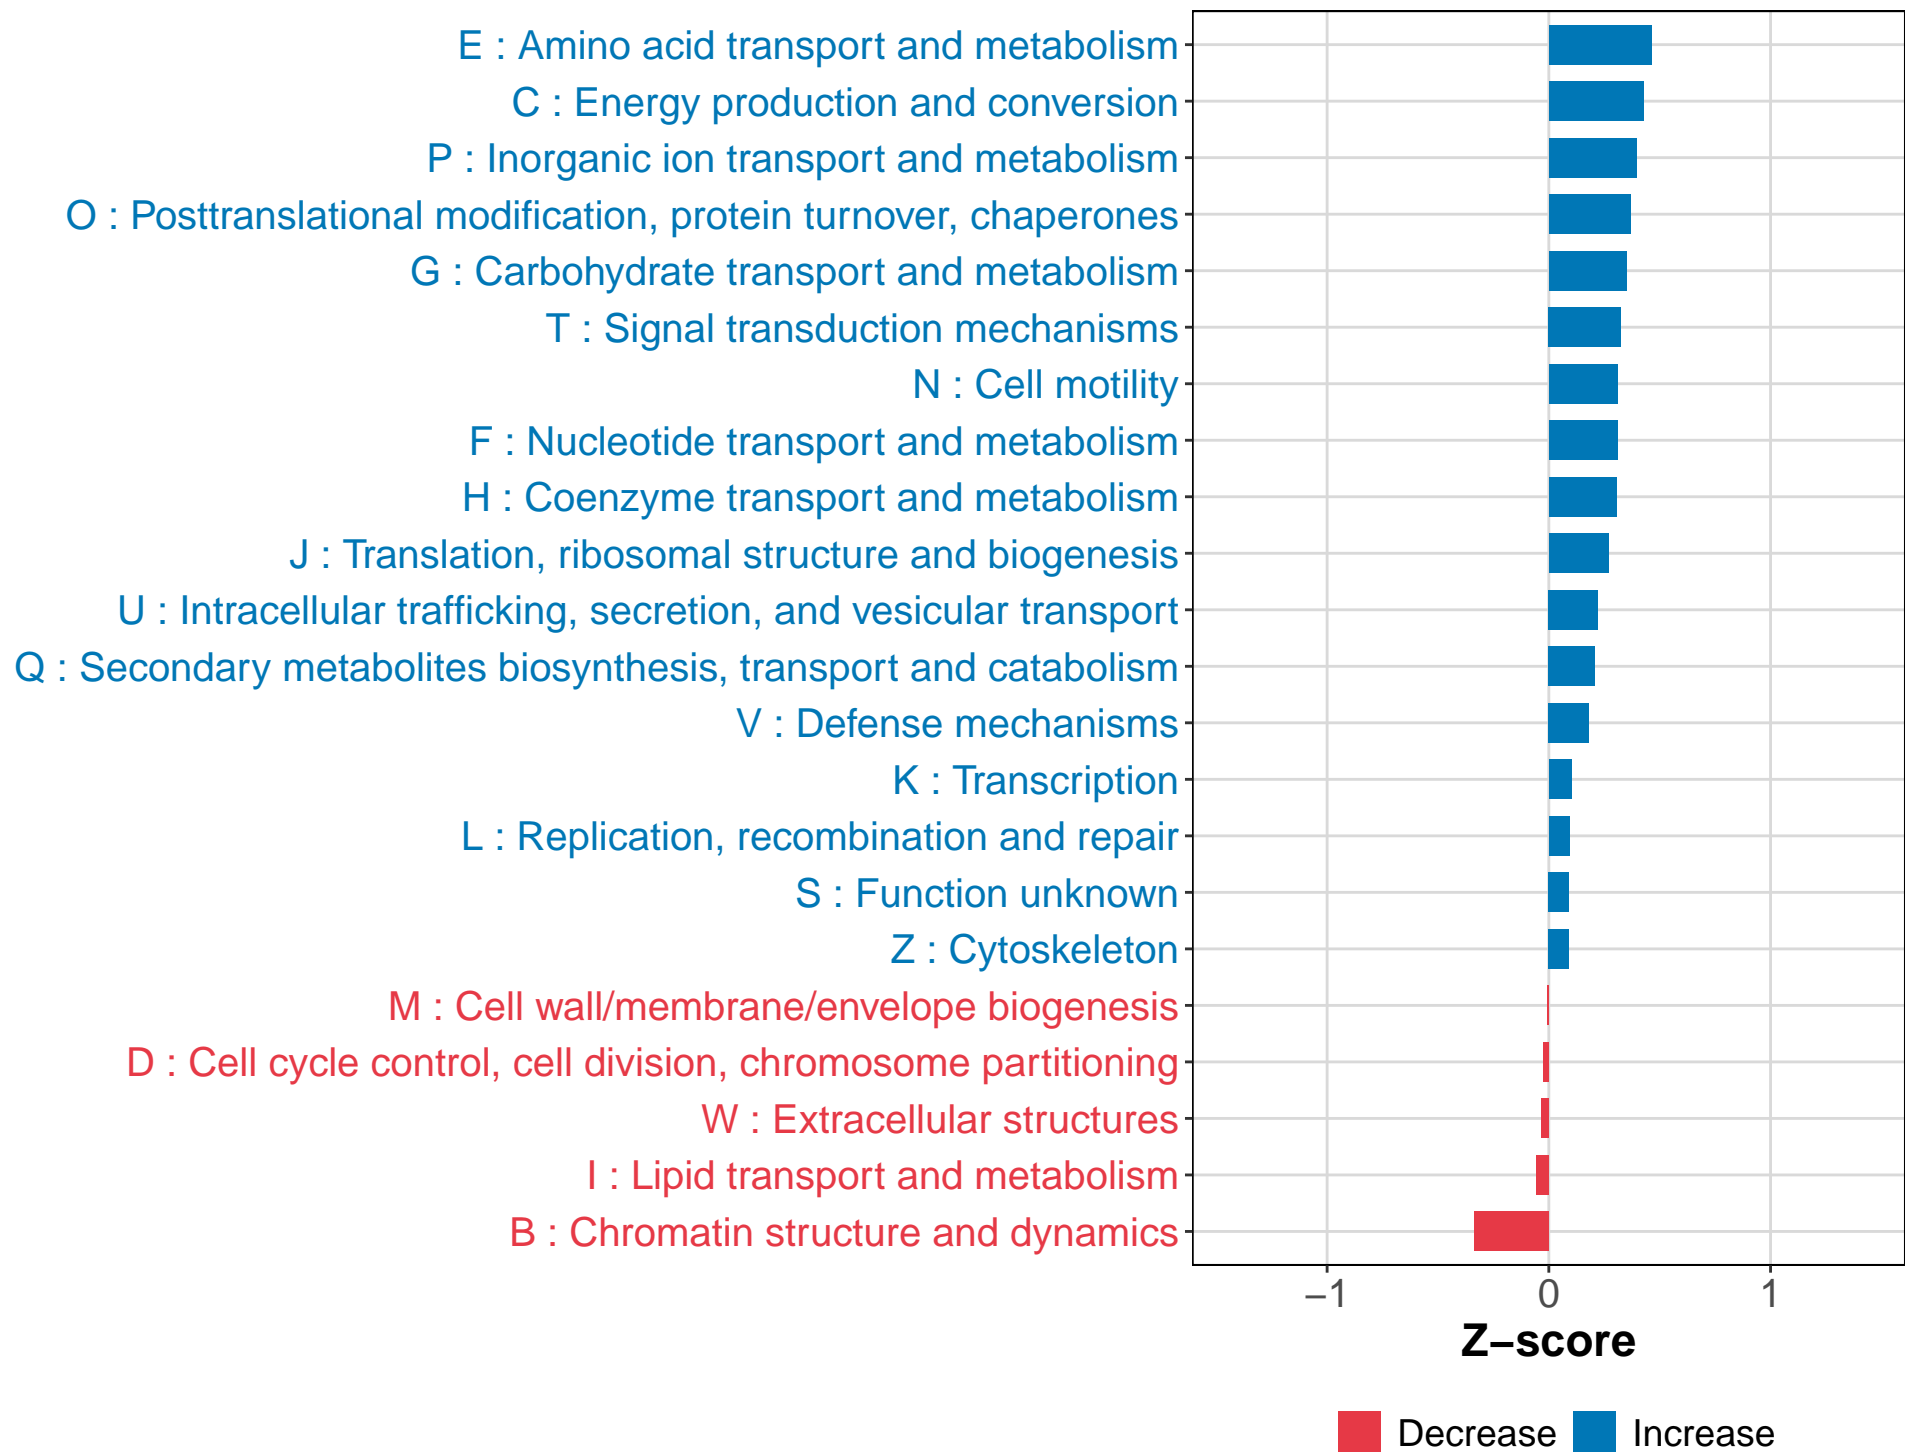 E : Amino acid transport and metabolism
C : Energy production and conversion
P : Inorganic ion transport and metabolism
O : Posttranslational modification, protein turnover, chaperones
G : Carbohydrate transport and metabolism
T : Signal transduction mechanisms
N : Cell motility
F : Nucleotide transport and metabolism
H : Coenzyme transport and metabolism
J : Translation, ribosomal structure and biogenesis
U : Intracellular trafficking, secretion, and vesicular transport
Q : Secondary metabolites biosynthesis, transport and catabolism
V : Defense mechanisms
K : Transcription
L : Replication, recombination and repair
S : Function unknown
Z : Cytoskeleton
M : Cell wall/membrane/envelope biogenesis
D : Cell cycle control, cell division, chromosome partitioning
W : Extracellular structures
I : Lipid transport and metabolism
B : Chromatin structure and dynamics
−1 0 1
Z−score
Decrease Increase